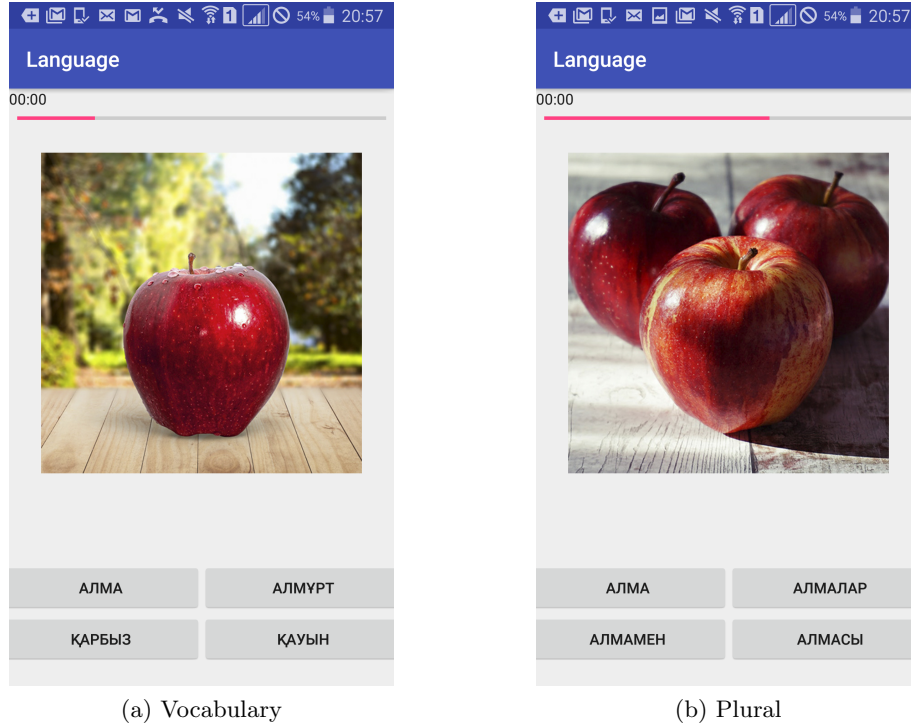 54% 20:57
Language
00:00
АЛМА АЛМҰРТ
ҚАРБЫЗ ҚАУЫН
(a) Vocabulary
1 54% 20:57
Language
00:00
АЛМА АЛМАЛАР
АЛМАМЕН АЛМАСЫ
(b) Plural